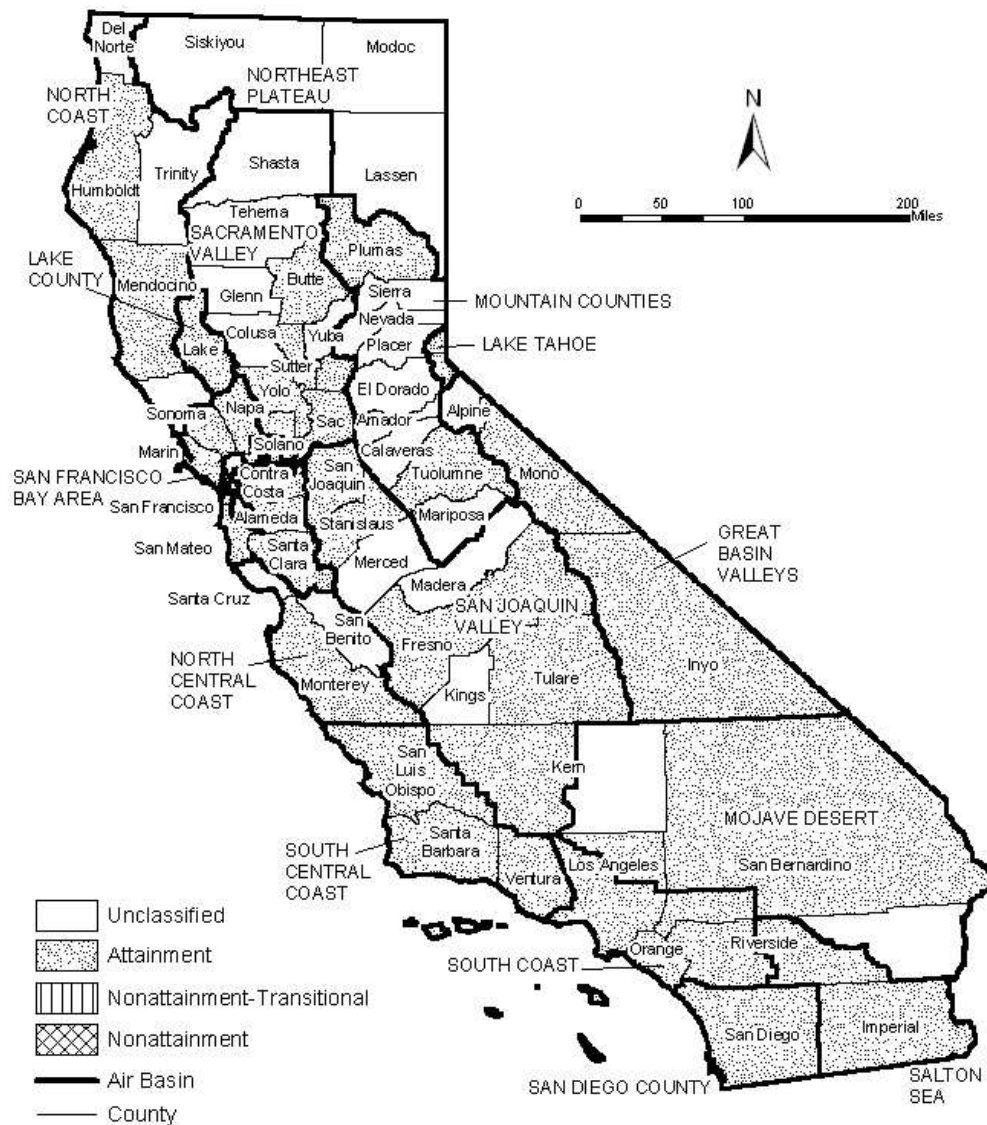 Del
Norte
Siskiyou
Modoc
NORTHEAST
PLATEAU
NORTH
COAST
N
Trinity
Shasta
Lassen
Humboldt
0 50 100 200
Miles
Tehema
SACRAMENTO
VALLEY
Plumas
LAKE
COUNTY
Mendocino
Butte
Glenn
Sierra
MOUNTAIN COUNTIES
Nevada
Colusa
Yuba
Placer
LAKE TAHOE
Lake
Sutter
Yolo
El Dorado
Napa
Sonoma
Sac
Amador
Alpine
Solano
Marin
Calaveras
SAN FRANCISCO
BAY AREA
Contra
Costa
San
Joaquin
Tuolumne
Mono
San Francisco
Alameda
Stanislaus
Mariposa
San Mateo
Santa
Clara
Merced
GREAT
BASIN
VALLEYS
Madera
Santa Cruz
San
Benito
SAN JOAQUIN
VALLEY
Fresno
NORTH
CENTRAL
COAST
Monterey
Kings
Tulare
Inyo
San
Luis
Obispo
Kern
MOJAVE DESERT
Santa
Barbara
SOUTH
CENTRAL
COAST
Ventura
Los Angeles
San Bernardino
Unclassified
Attainment
Orange
Riverside
SOUTH COAST
Nonattainment-Transitional
Nonattainment
San Diego
Imperial
Air Basin
SAN DIEGO COUNTY
SALTON
SEA
County